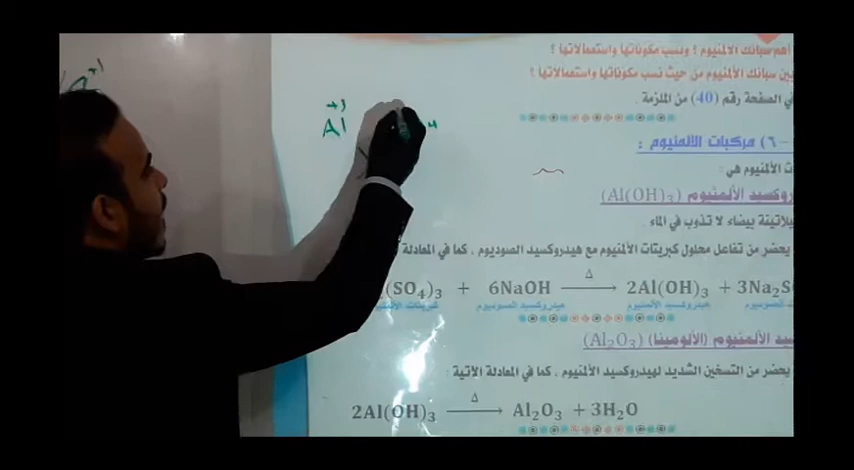 أهم سبائك الألمنيوم ؟ ونسب مكوناتها واستعمالاتها ؟
بين سبائك الألمنيوم من حيث نسب مكوناتها واستعمالاتها ؟
في الصفحة رقم (40) من الملزمة .
+3
Al
٦) مركبات الألمنيوم :
ت الألمنيوم هي :
روكسيد الألمنيوم (Al(OH)₃)
يلاتينة بيضاء لا تذوب في الماء .
يحضر من تفاعل محلول كبريتات الألمنيوم مع هيدروكسيد الصوديوم ، كما في المعادلة
(SO₄)₃ + 6NaOH —Δ→ 2Al(OH)₃ + 3Na₂S
كبريتات هيدروكسيد الصوديوم هيدروكسيد الألمنيوم ت الصوديوم
سيد الألمنيوم (الألومينا) (Al₂O₃)
يحضر من التسخين الشديد لهيدروكسيد الألمنيوم ، كما في المعادلة الآتية :
2Al(OH)₃ —Δ→ Al₂O₃ + 3H₂O